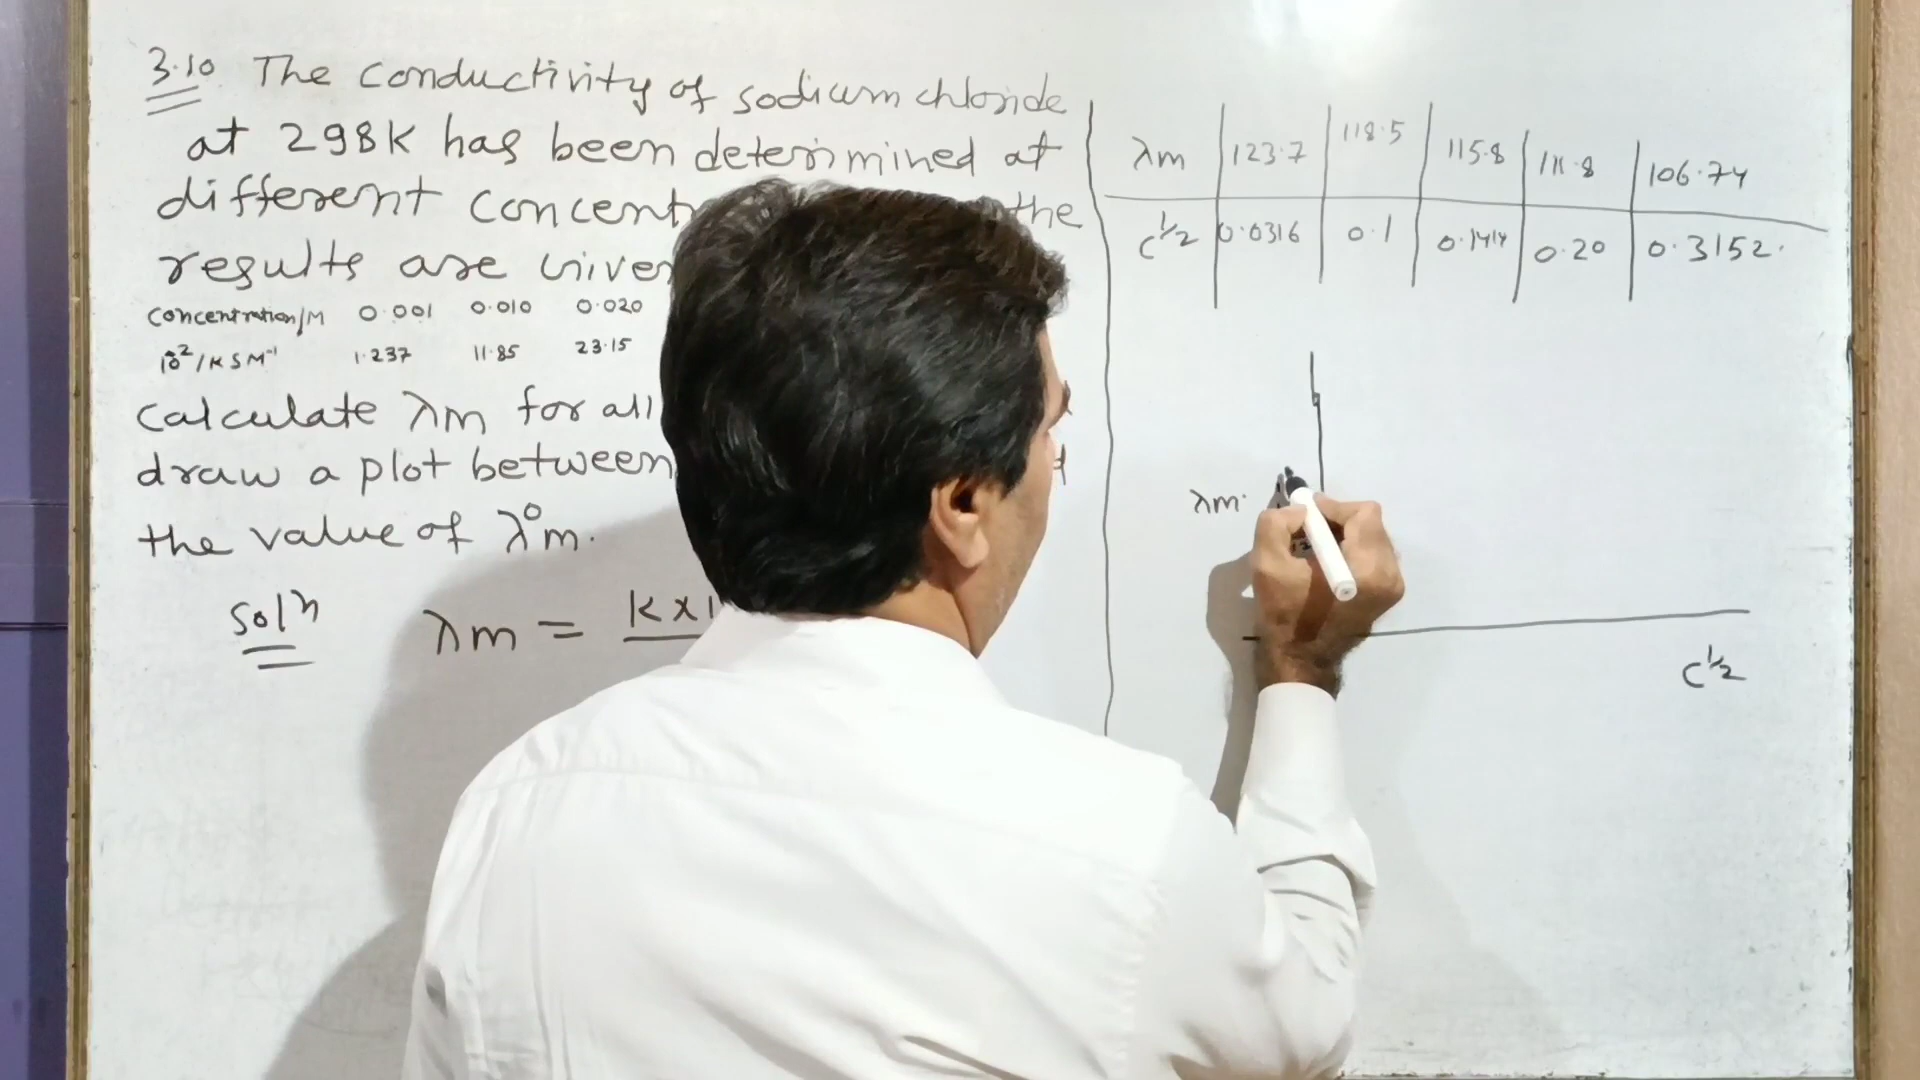 3.10. The conductivity of sodium chloride
at 298K has been determined at
different the
results are
concentration/M 0.001 0.010 0.020
10²/K S M⁻¹ 1.237 11.85 23.15
calculate λm for all
draw a plot between
the value of λ°m.
Solⁿ λm = K×1
λm 123.7 118.5 115.8 111.8 106.74
c½ 0.0316 0.1 0.1414 0.20 0.3152.
λm.
c½